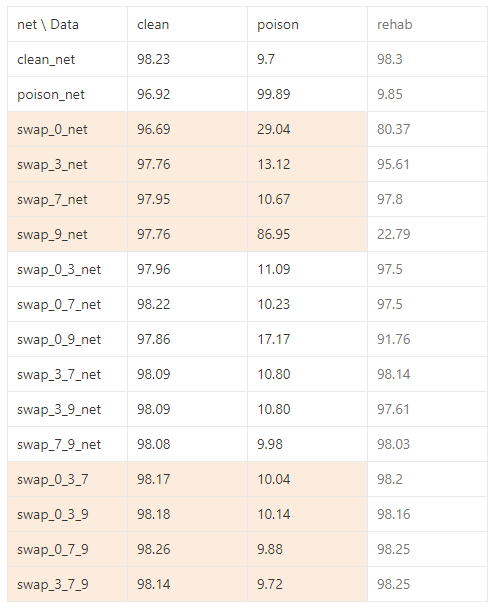 net \ Data clean poison rehab
clean_net 98.23 9.7 98.3
poison_net 96.92 99.89 9.85
swap_0_net 96.69 29.04 80.37
swap_3_net 97.76 13.12 95.61
swap_7_net 97.95 10.67 97.8
swap_9_net 97.76 86.95 22.79
swap_0_3_net 97.96 11.09 97.5
swap_0_7_net 98.22 10.23 97.5
swap_0_9_net 97.86 17.17 91.76
swap_3_7_net 98.09 10.80 98.14
swap_3_9_net 98.09 10.80 97.61
swap_7_9_net 98.08 9.98 98.03
swap_0_3_7 98.17 10.04 98.2
swap_0_3_9 98.18 10.14 98.16
swap_0_7_9 98.26 9.88 98.25
swap_3_7_9 98.14 9.72 98.25